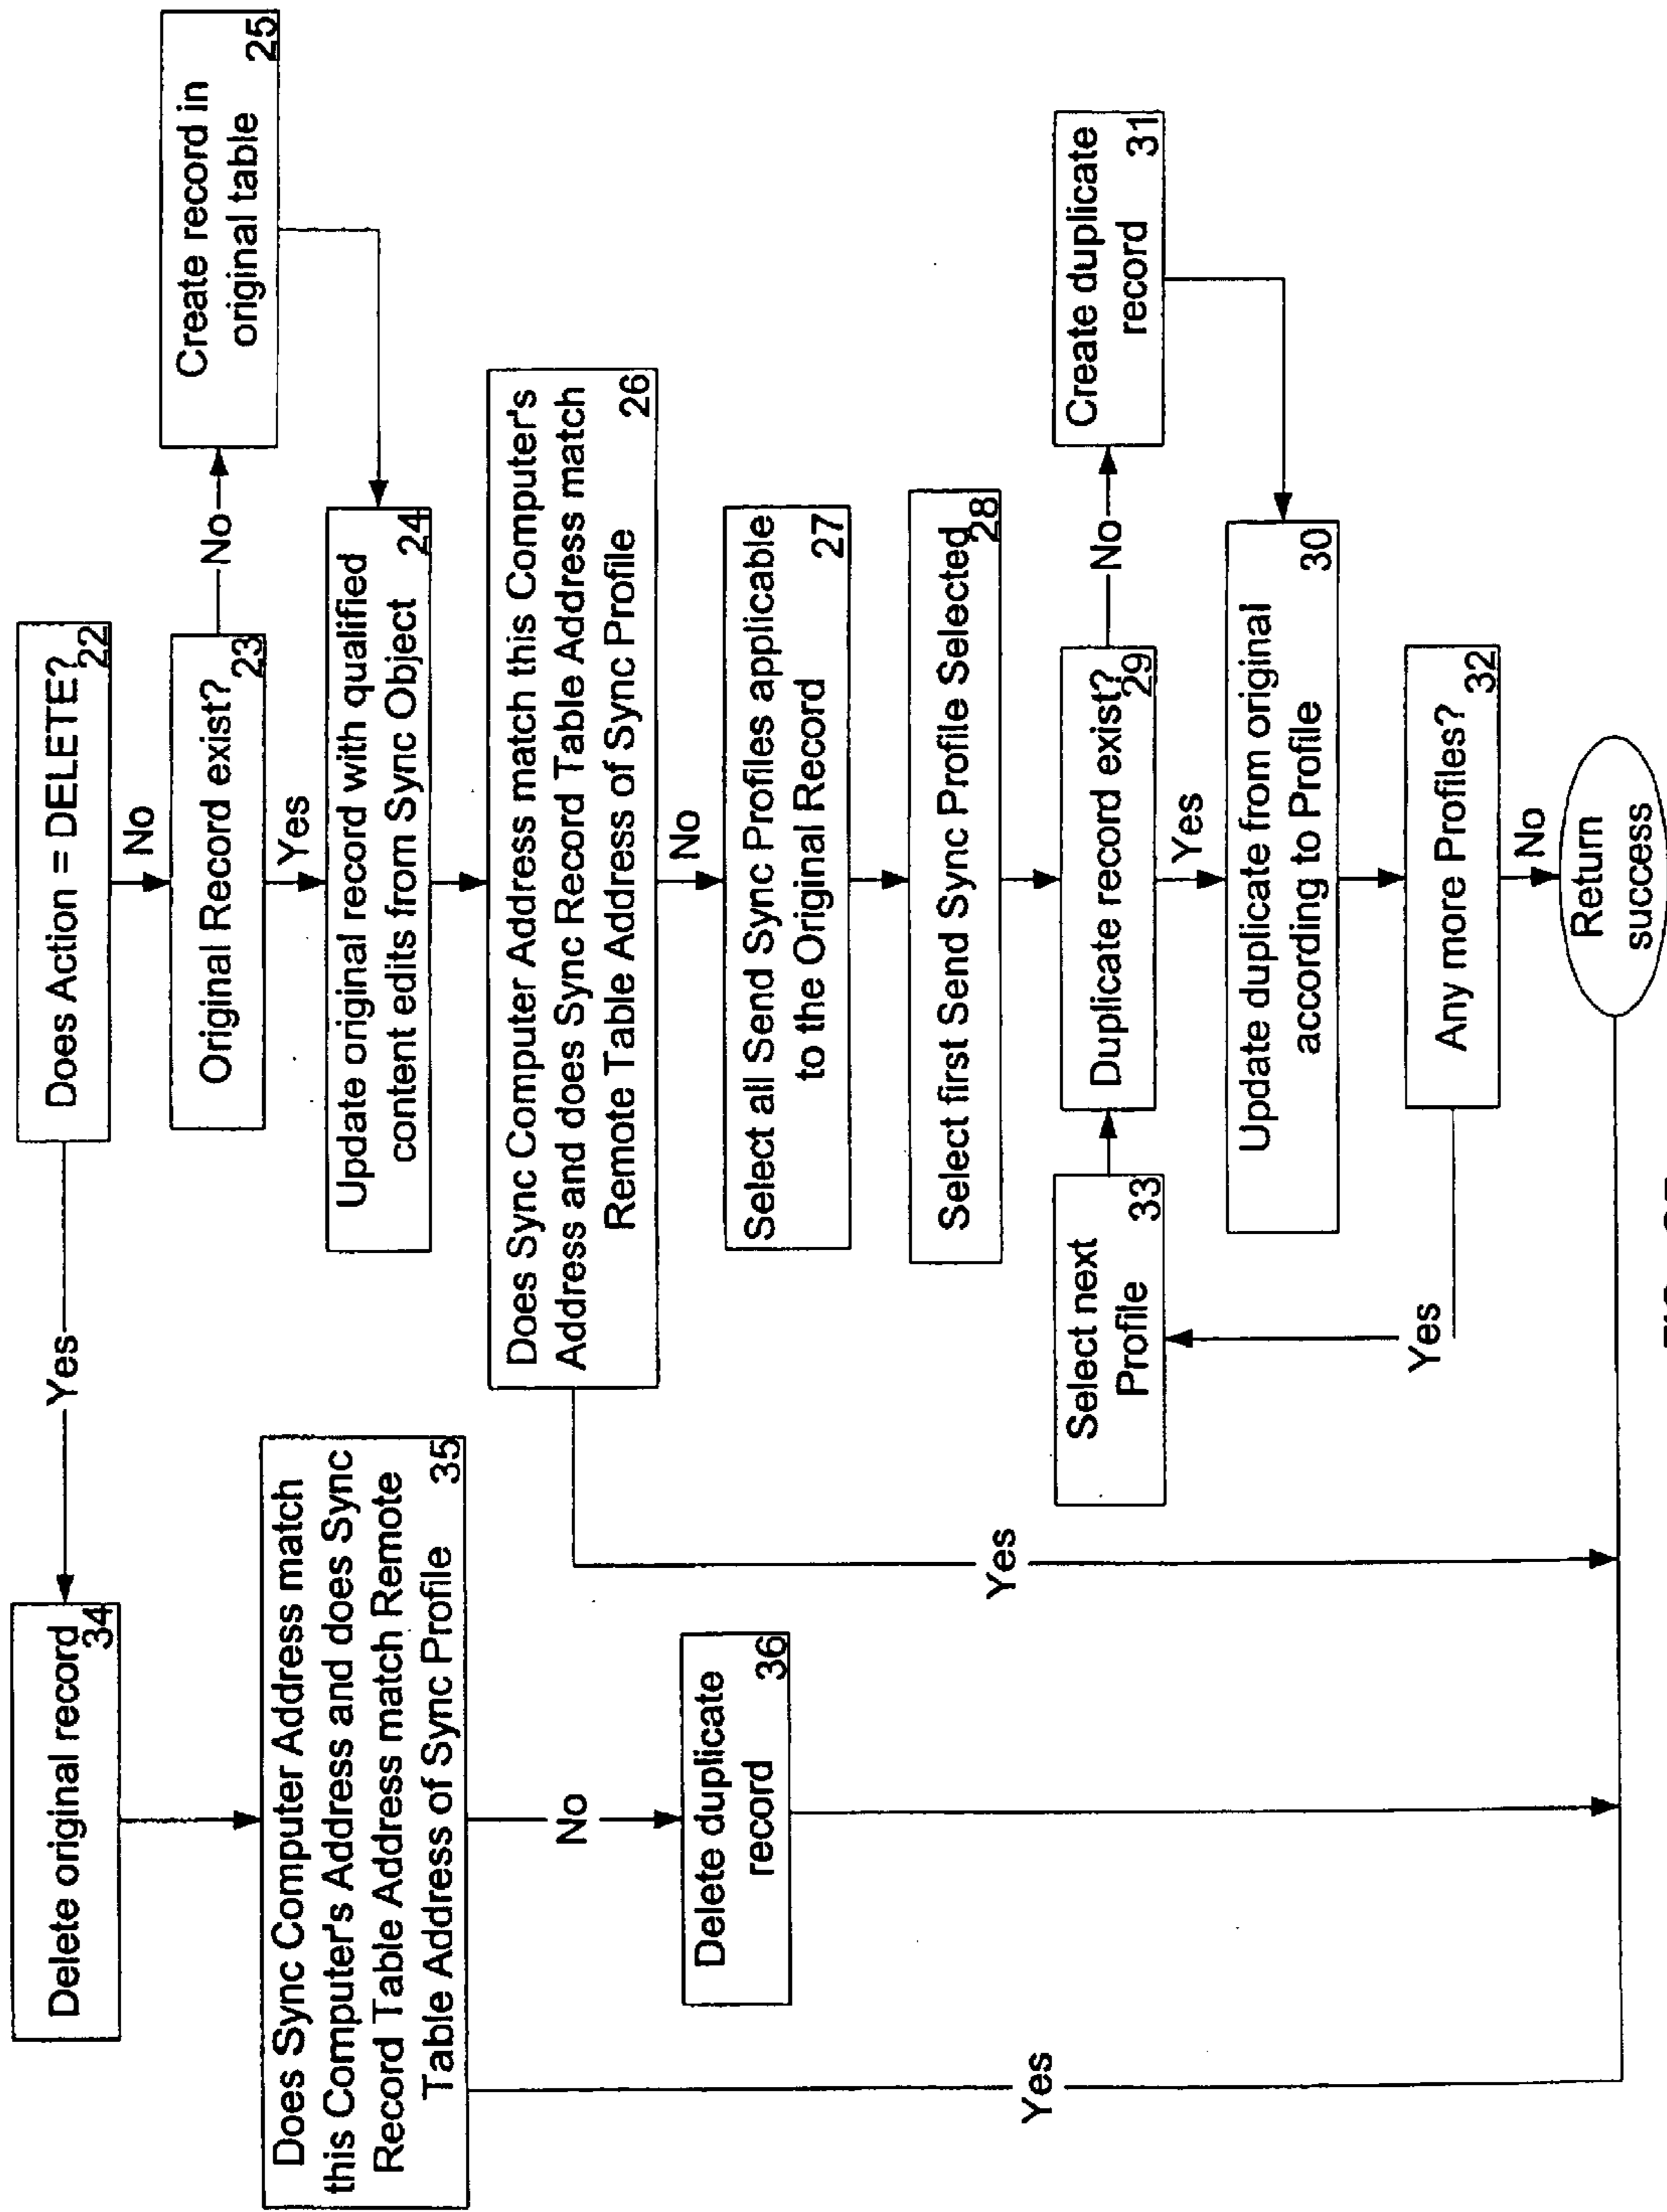 Does Action = DELETE?
22
No
Yes
Original Record exist?
23
No
Create record in
original table
25
Yes
Update original record with qualified
content edits from Sync Object
24
Does Sync Computer Address match this Computer's
Address and does Sync Record Table Address match
Remote Table Address of Sync Profile
26
No
Yes
Select all Send Sync Profiles applicable
to the Original Record
27
Select first Send Sync Profile Selected
28
Duplicate record exist?
29
No
Create duplicate
record
31
Yes
Update duplicate from original
according to Profile
30
Any more Profiles?
32
Yes
Select next
Profile
33
No
Return
success
Delete original record
34
Does Sync Computer Address match
this Computer's Address and does Sync
Record Table Address match Remote
Table Address of Sync Profile
35
No
Delete duplicate
record
36
Yes